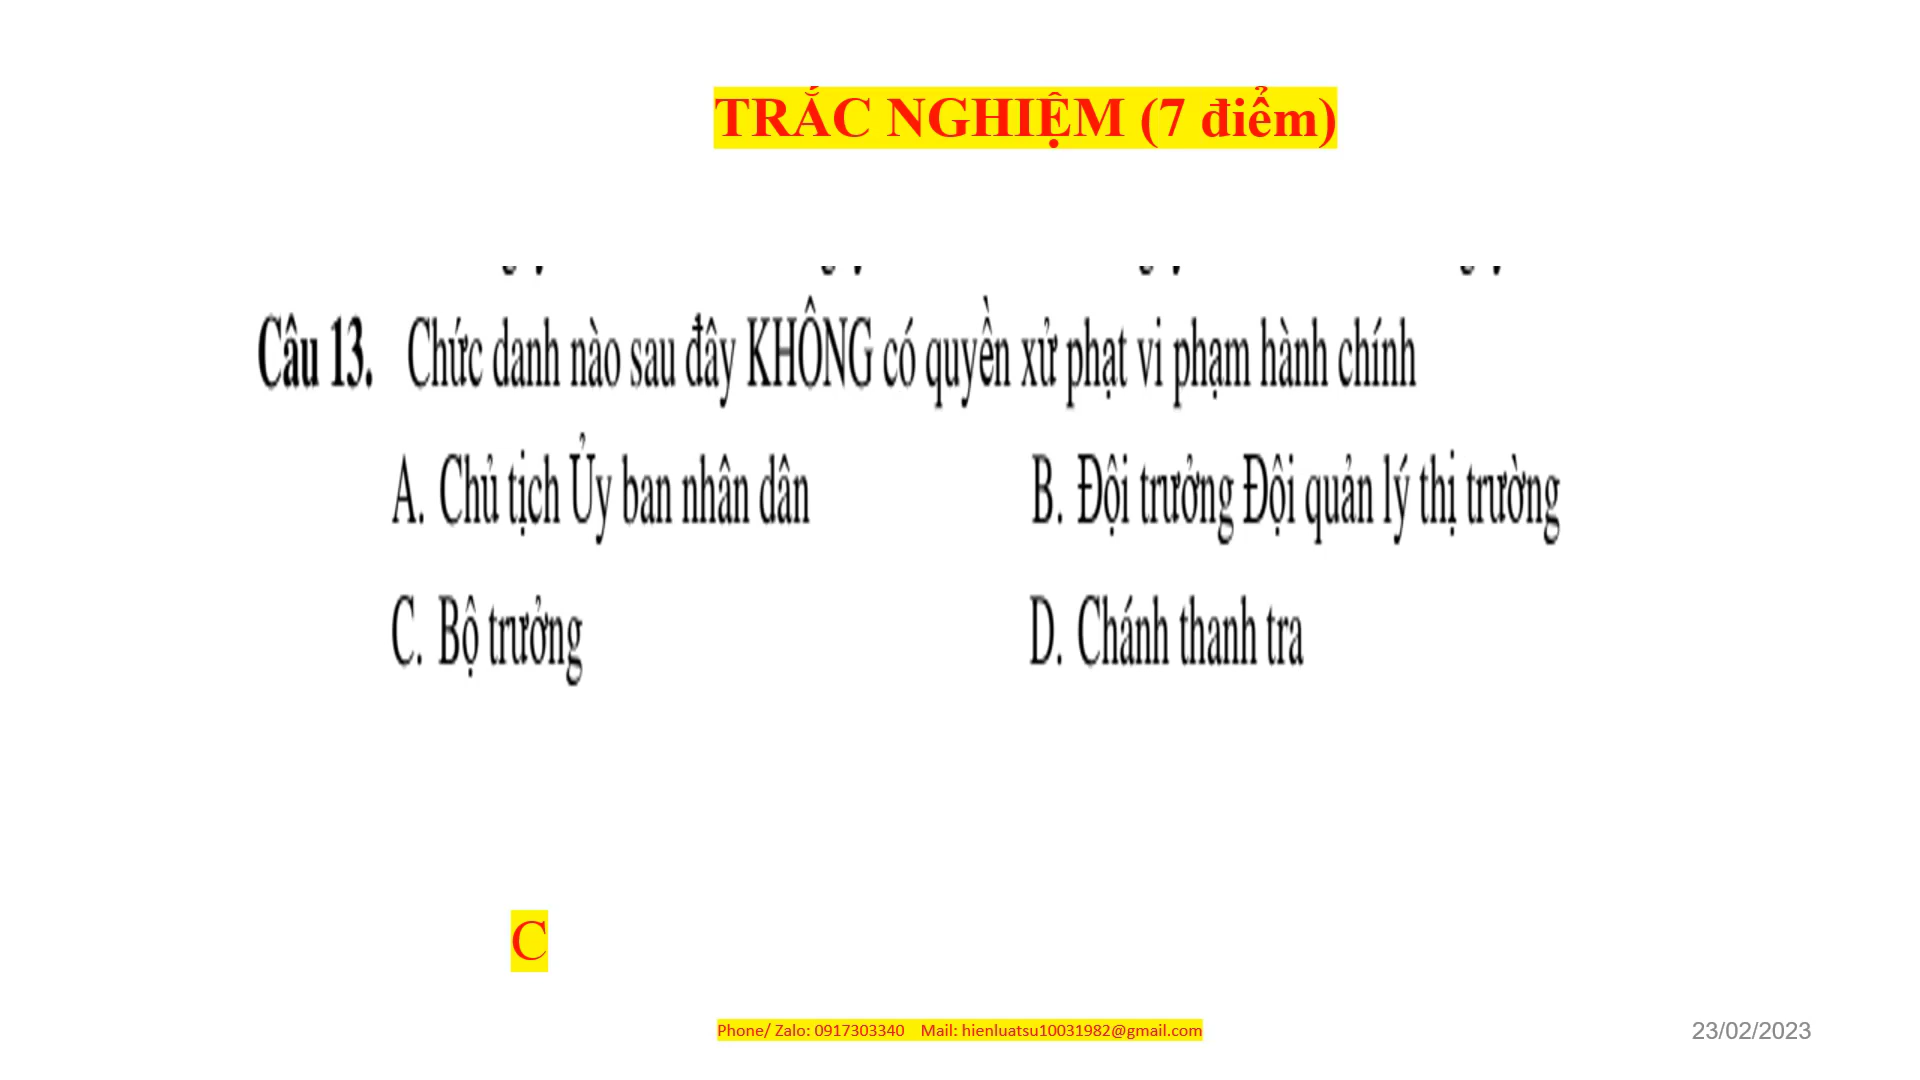 TRẮC NGHIỆM (7 điểm)
Câu 13. Chức danh nào sau đây KHÔNG có quyền xử phạt vi phạm hành chính
A. Chủ tịch Ủy ban nhân dân B. Đội trưởng Đội quản lý thị trường
C. Bộ trưởng D. Chánh thanh tra
C
Phone/ Zalo: 0917303340 Mail: hienluatsu10031982@gmail.com
23/02/2023